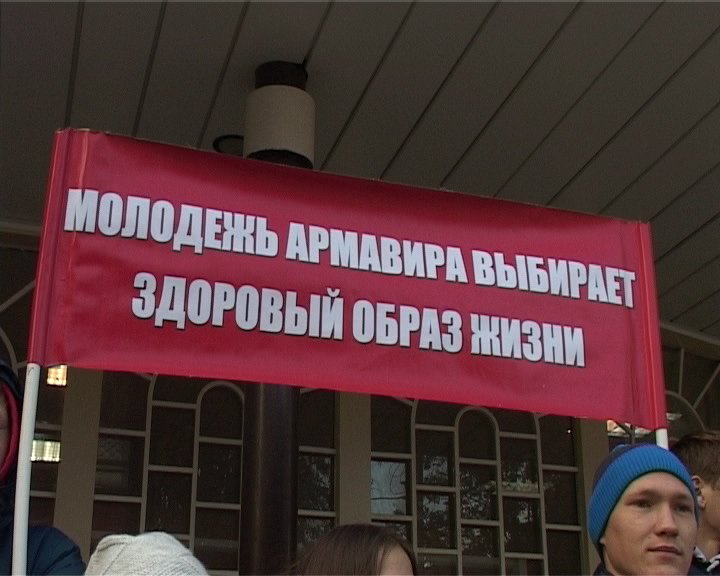 МОЛОДЕЖЬ АРМАВИРА ВЫБИРАЕТ
ЗДОРОВЫЙ ОБРАЗ ЖИЗНИ